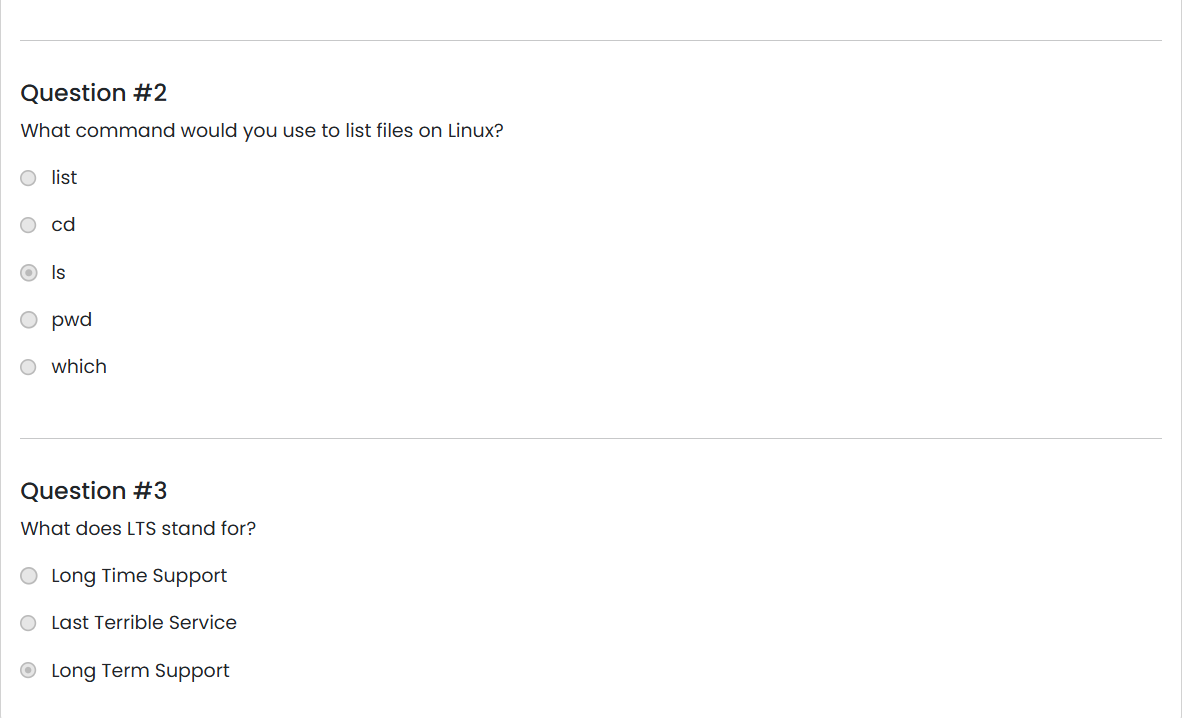 Question #2
What command would you use to list files on Linux?
list
cd
ls
pwd
which
Question #3
What does LTS stand for?
Long Time Support
Last Terrible Service
Long Term Support